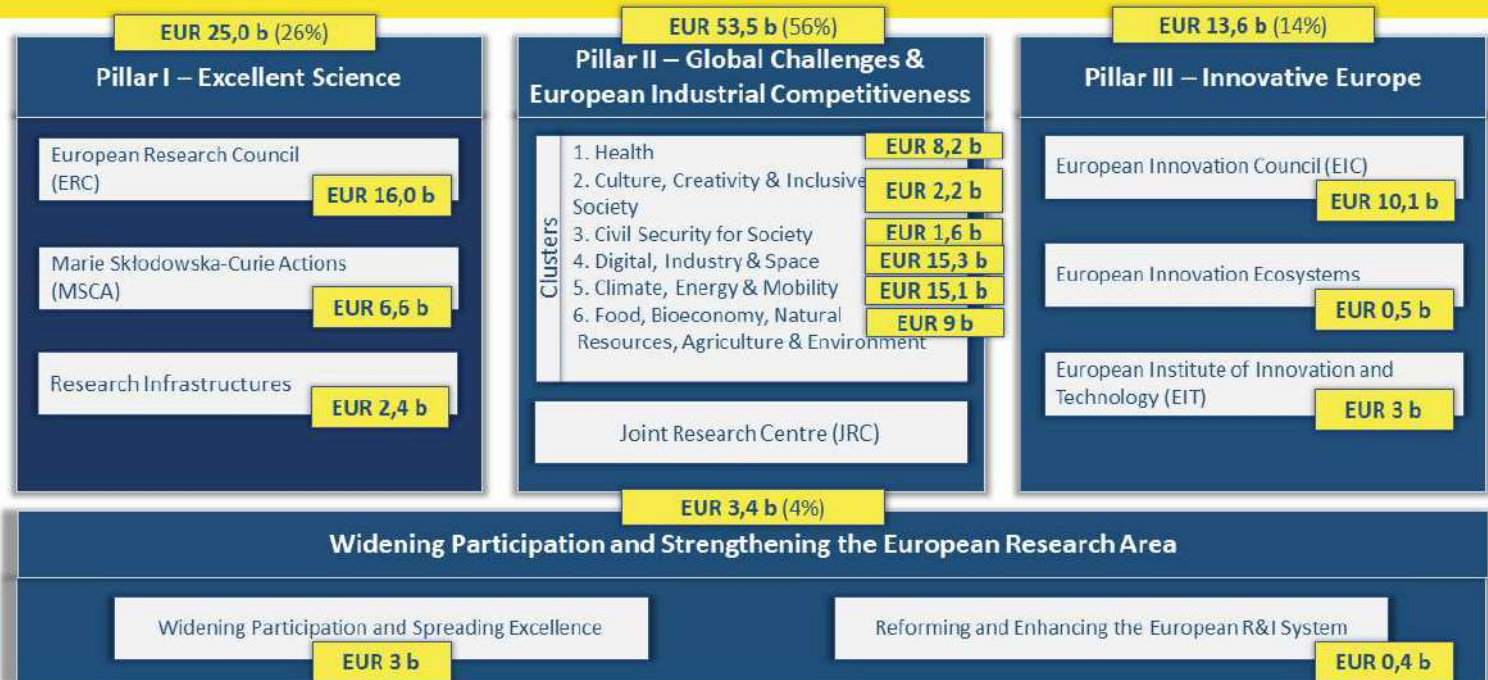 EUR 25,0 b (26%)
Pillar I – Excellent Science
European Research Council
(ERC)
EUR 16,0 b
Marie Skłodowska-Curie Actions
(MSCA)
EUR 6,6 b
Research Infrastructures
EUR 2,4 b
EUR 53,5 b (56%)
Pillar II – Global Challenges &
European Industrial Competitiveness
Clusters
1. Health
EUR 8,2 b
2. Culture, Creativity & Inclusive
Society
EUR 2,2 b
3. Civil Security for Society
EUR 1,6 b
4. Digital, Industry & Space
EUR 15,3 b
5. Climate, Energy & Mobility
EUR 15,1 b
6. Food, Bioeconomy, Natural
Resources, Agriculture & Environment
EUR 9 b
Joint Research Centre (JRC)
EUR 13,6 b (14%)
Pillar III – Innovative Europe
European Innovation Council (EIC)
EUR 10,1 b
European Innovation Ecosystems
EUR 0,5 b
European Institute of Innovation and
Technology (EIT)
EUR 3 b
EUR 3,4 b (4%)
Widening Participation and Strengthening the European Research Area
Widening Participation and Spreading Excellence
EUR 3 b
Reforming and Enhancing the European R&I System
EUR 0,4 b